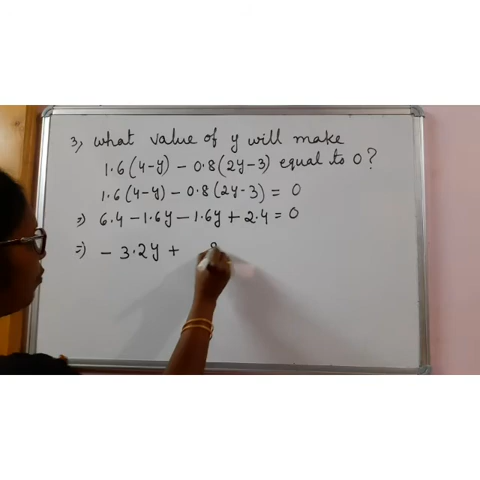 3, what value of y will make
1.6(4-y) - 0.8(2y-3) equal to 0?
1.6(4-y) - 0.8(2y-3) = 0
⇒ 6.4 - 1.6y - 1.6y + 2.4 = 0
⇒ - 3.2y +